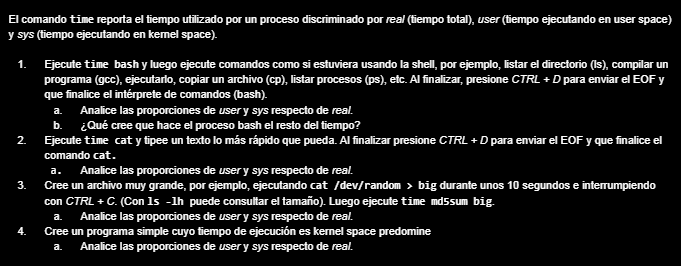 El comando time reporta el tiempo utilizado por un proceso discriminado por real (tiempo total), user (tiempo ejecutando en user space)
y sys (tiempo ejecutando en kernel space).
1. Ejecute time bash y luego ejecute comandos como si estuviera usando la shell, por ejemplo, listar el directorio (ls), compilar un
programa (gcc), ejecutarlo, copiar un archivo (cp), listar procesos (ps), etc. Al finalizar, presione CTRL + D para enviar el EOF y
que finalice el intérprete de comandos (bash).
a. Analice las proporciones de user y sys respecto de real.
b. ¿Qué cree que hace el proceso bash el resto del tiempo?
2. Ejecute time cat y tipee un texto lo más rápido que pueda. Al finalizar presione CTRL + D para enviar el EOF y que finalice el
comando cat.
a. Analice las proporciones de user y sys respecto de real.
3. Cree un archivo muy grande, por ejemplo, ejecutando cat /dev/random > big durante unos 10 segundos e interrumpiendo
con CTRL + C. (Con ls -lh puede consultar el tamaño). Luego ejecute time md5sum big.
a. Analice las proporciones de user y sys respecto de real.
4. Cree un programa simple cuyo tiempo de ejecución es kernel space predomine
a. Analice las proporciones de user y sys respecto de real.